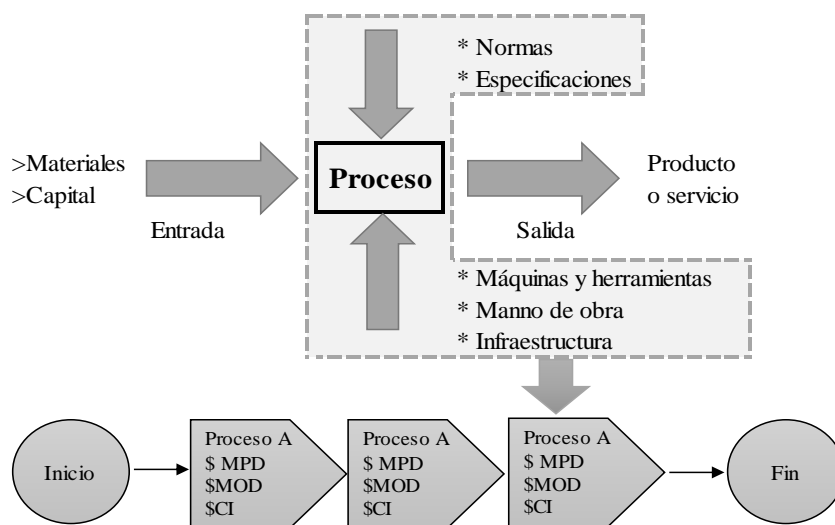 * Normas
* Especificaciones
>Materiales
>Capital
Entrada
Proceso
Salida
Producto
o servicio
* Máquinas y herramientas
* Manno de obra
* Infraestructura
Inicio
Proceso A
$ MPD
$MOD
$CI
Proceso A
$ MPD
$MOD
$CI
Proceso A
$ MPD
$MOD
$CI
Fin